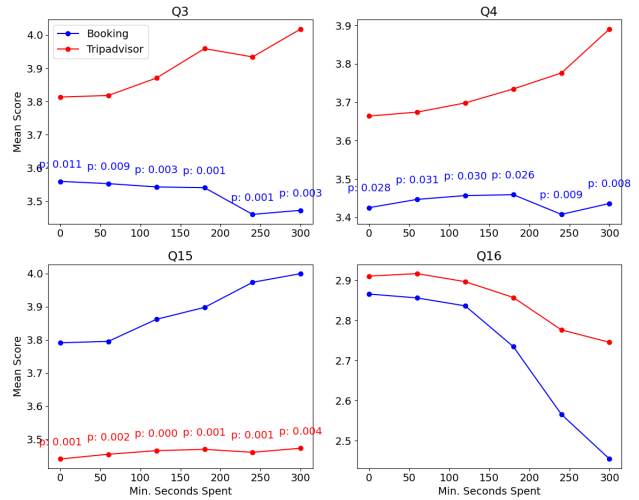 Q3
Booking
Tripadvisor
Mean Score
4.0
3.9
3.8
3.7
3.6
3.5
p: 0.011
p: 0.009
p: 0.003
p: 0.001
p: 0.001
p: 0.003
0 50 100 150 200 250 300
Q4
3.9
3.8
3.7
3.6
3.5
3.4
p: 0.028
p: 0.031
p: 0.030
p: 0.026
p: 0.009
p: 0.008
0 50 100 150 200 250 300
Q15
Mean Score
4.0
3.9
3.8
3.7
3.6
3.5
p: 0.001
p: 0.002
p: 0.000
p: 0.001
p: 0.001
p: 0.004
0 50 100 150 200 250 300
Min. Seconds Spent
Q16
2.9
2.8
2.7
2.6
2.5
0 50 100 150 200 250 300
Min. Seconds Spent